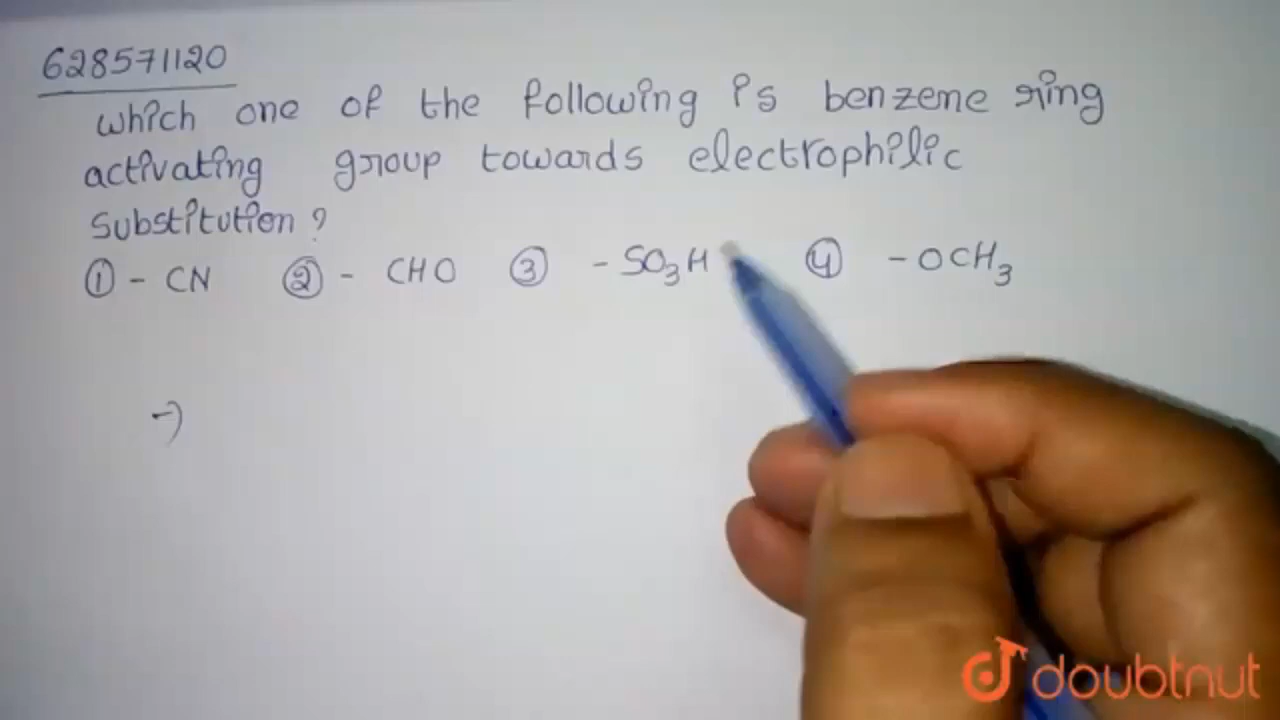 628571120
which one of the following is benzene ring
activating group towards electrophilic
substitution?
① - CN ② - CHO ③ - SO₃H ④ - OCH₃
→
doubtnut